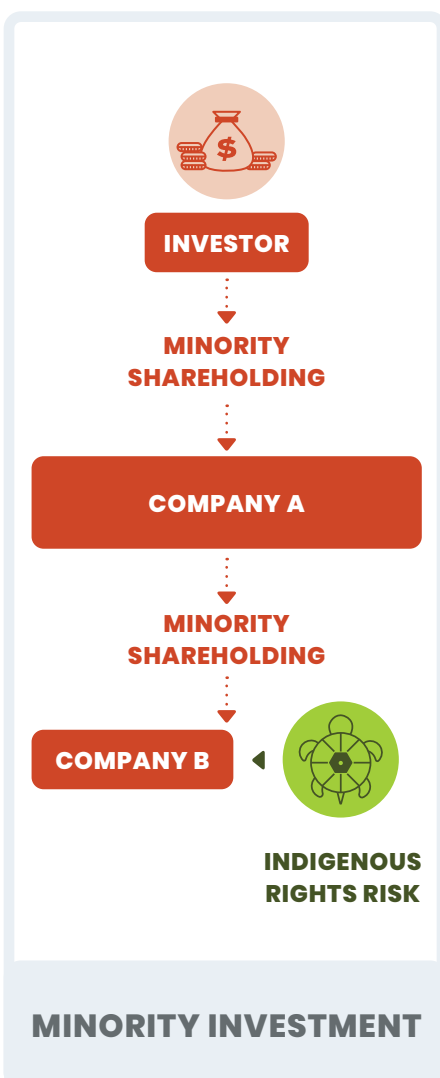 $
INVESTOR
MINORITY
SHAREHOLDING
COMPANY A
MINORITY
SHAREHOLDING
COMPANY B
INDIGENOUS
RIGHTS RISK
MINORITY INVESTMENT